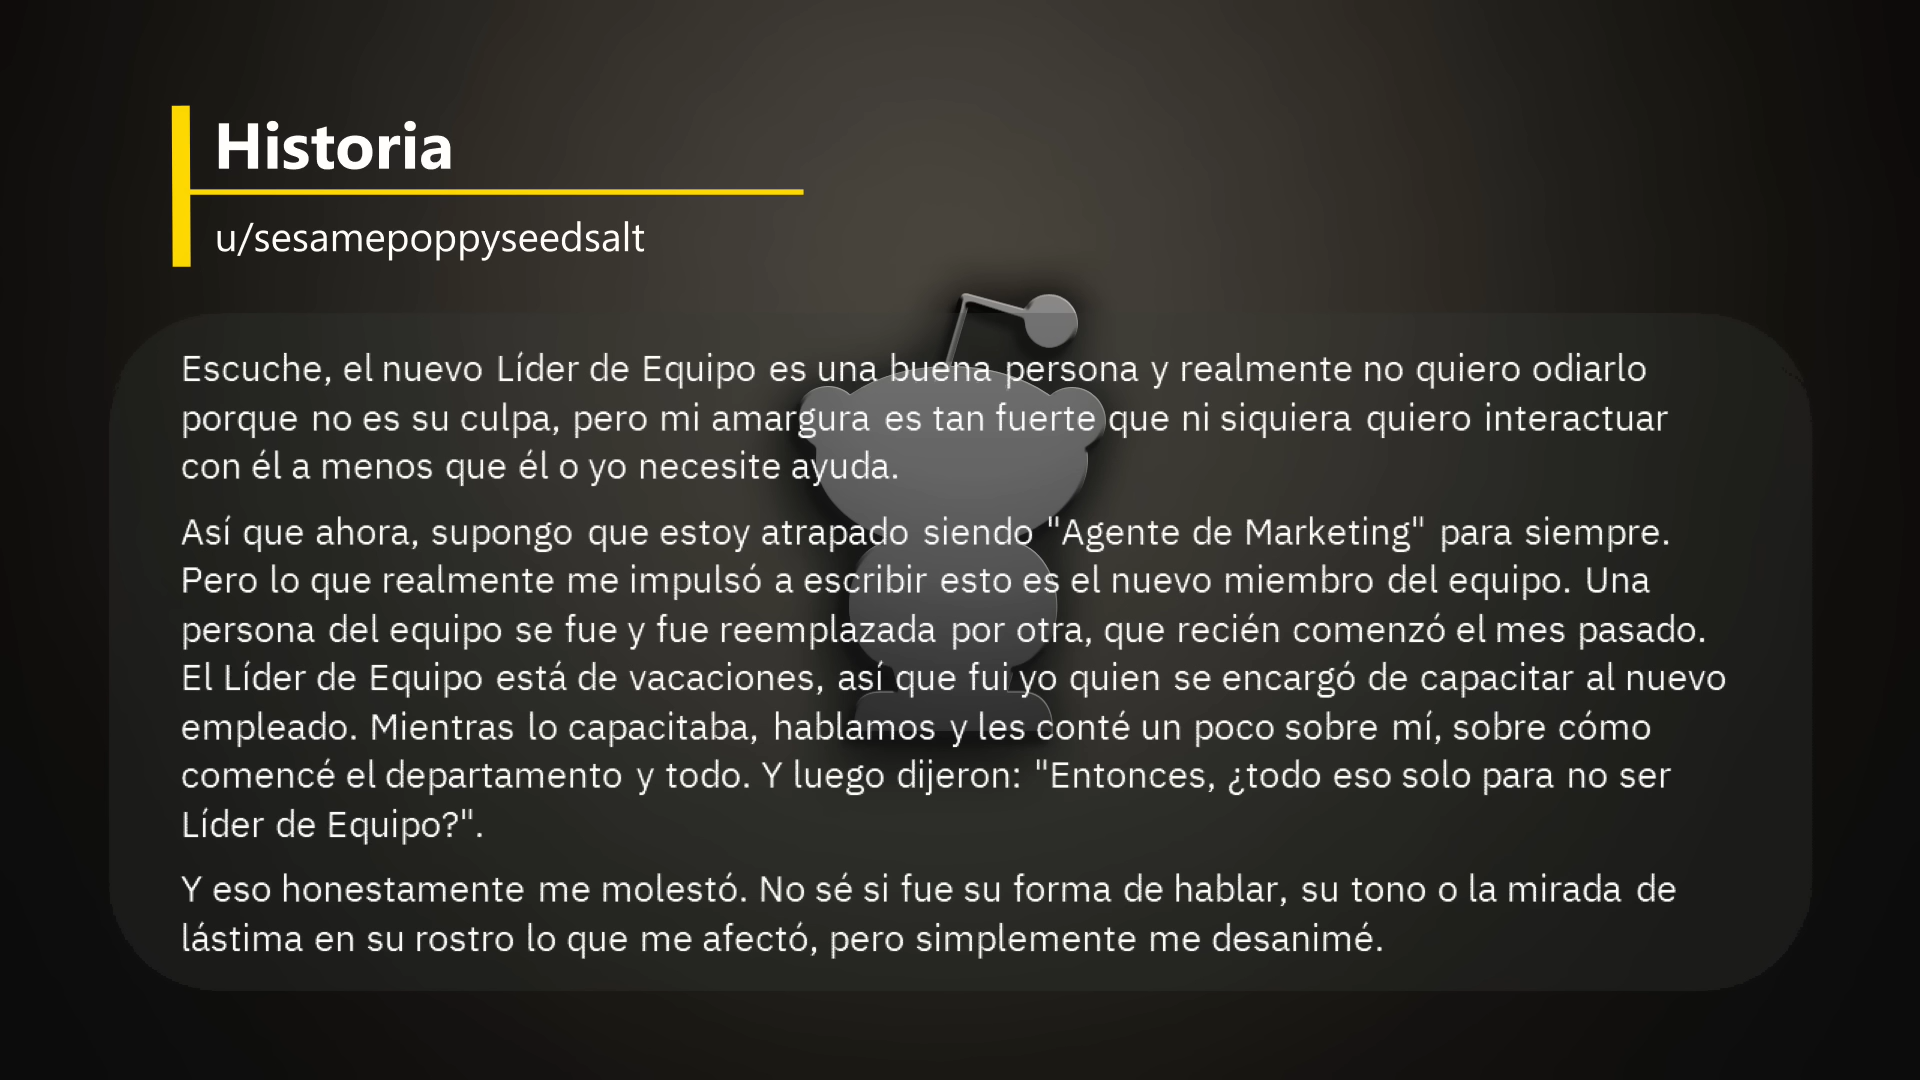 Historia
u/sesamepoppyseedsalt
Escuche, el nuevo Líder de Equipo es una buena persona y realmente no quiero odiarlo
porque no es su culpa, pero mi amargura es tan fuerte que ni siquiera quiero interactuar
con él a menos que él o yo necesite ayuda.
Así que ahora, supongo que estoy atrapado siendo "Agente de Marketing" para siempre.
Pero lo que realmente me impulsó a escribir esto es el nuevo miembro del equipo. Una
persona del equipo se fue y fue reemplazada por otra, que recién comenzó el mes pasado.
El Líder de Equipo está de vacaciones, así que fui yo quien se encargó de capacitar al nuevo
empleado. Mientras lo capacitaba, hablamos y les conté un poco sobre mí, sobre cómo
comencé el departamento y todo. Y luego dijeron: "Entonces, ¿todo eso solo para no ser
Líder de Equipo?".
Y eso honestamente me molestó. No sé si fue su forma de hablar, su tono o la mirada de
lástima en su rostro lo que me afectó, pero simplemente me desanimé.